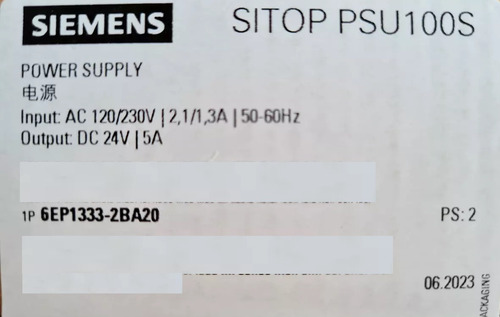 SIEMENS SITOP PSU100S
POWER SUPPLY
电源
Input: AC 120/230V | 2,1/1,3A | 50-60Hz
Output: DC 24V | 5A
1P 6EP1333-2BA20 PS: 2
06.2023
PACKAGING